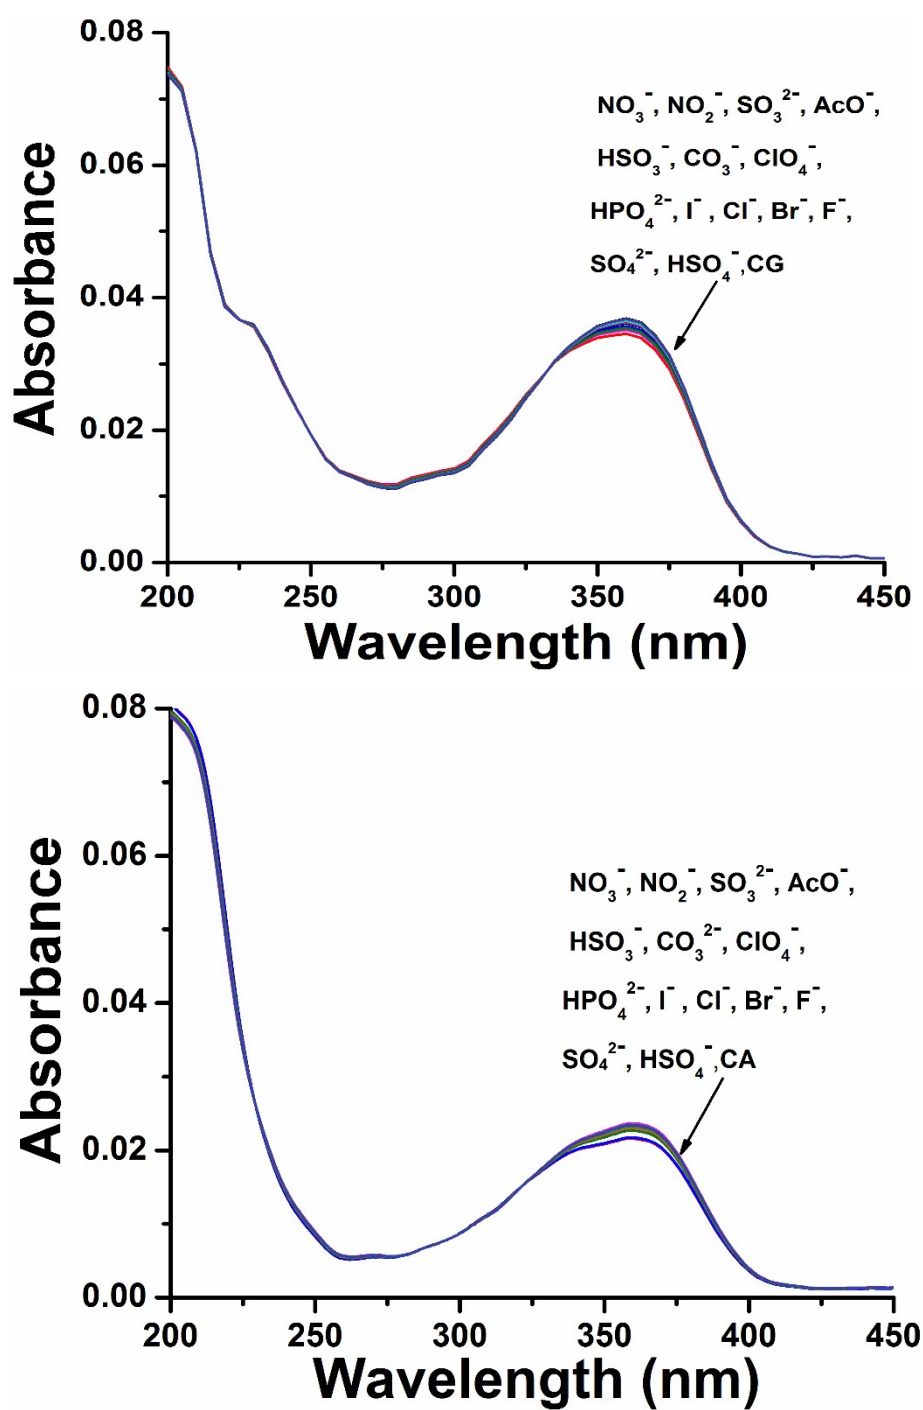 0.08
NO₃⁻, NO₂⁻, SO₃²⁻, AcO⁻,
HSO₃⁻, CO₃⁻, ClO₄⁻,
HPO₄²⁻, I⁻ , Cl⁻, Br⁻, F⁻,
SO₄²⁻, HSO₄⁻,CG
0.06
0.04
0.02
0.00
Absorbance
200 250 300 350 400 450
Wavelength (nm)
0.08
NO₃⁻, NO₂⁻, SO₃²⁻, AcO⁻,
HSO₃⁻, CO₃²⁻, ClO₄⁻,
HPO₄²⁻, I⁻, Cl⁻, Br⁻, F⁻,
SO₄²⁻, HSO₄⁻,CA
0.06
0.04
0.02
0.00
Absorbance
200 250 300 350 400 450
Wavelength (nm)